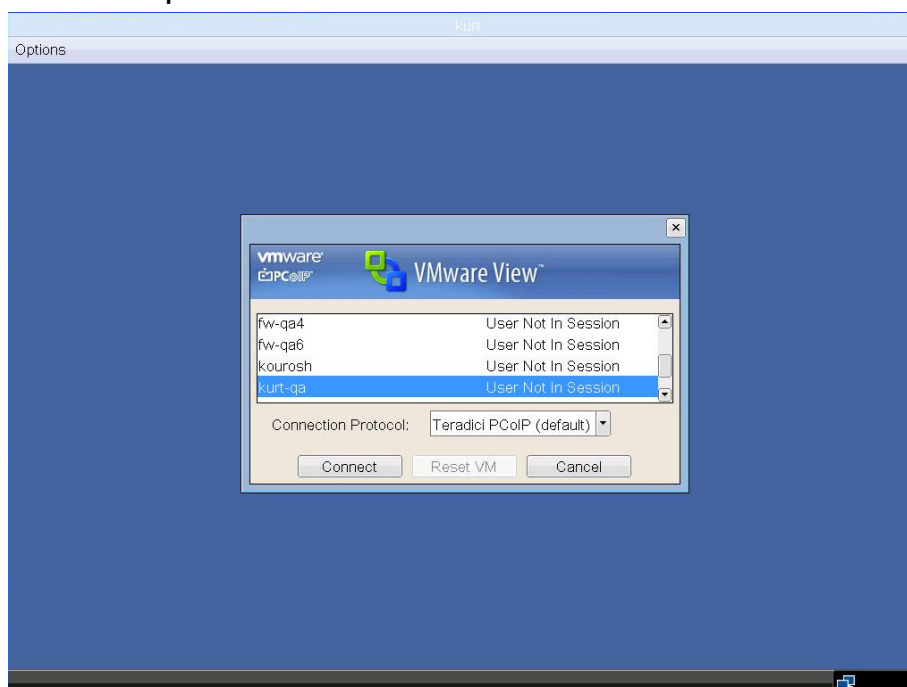 kurt
Options
vmware
PCoIP
VMware View™
fw-qa4 User Not In Session
fw-qa6 User Not In Session
kourosh User Not In Session
kurt-qa User Not In Session
Connection Protocol: Teradici PCoIP (default)
Connect Reset VM Cancel